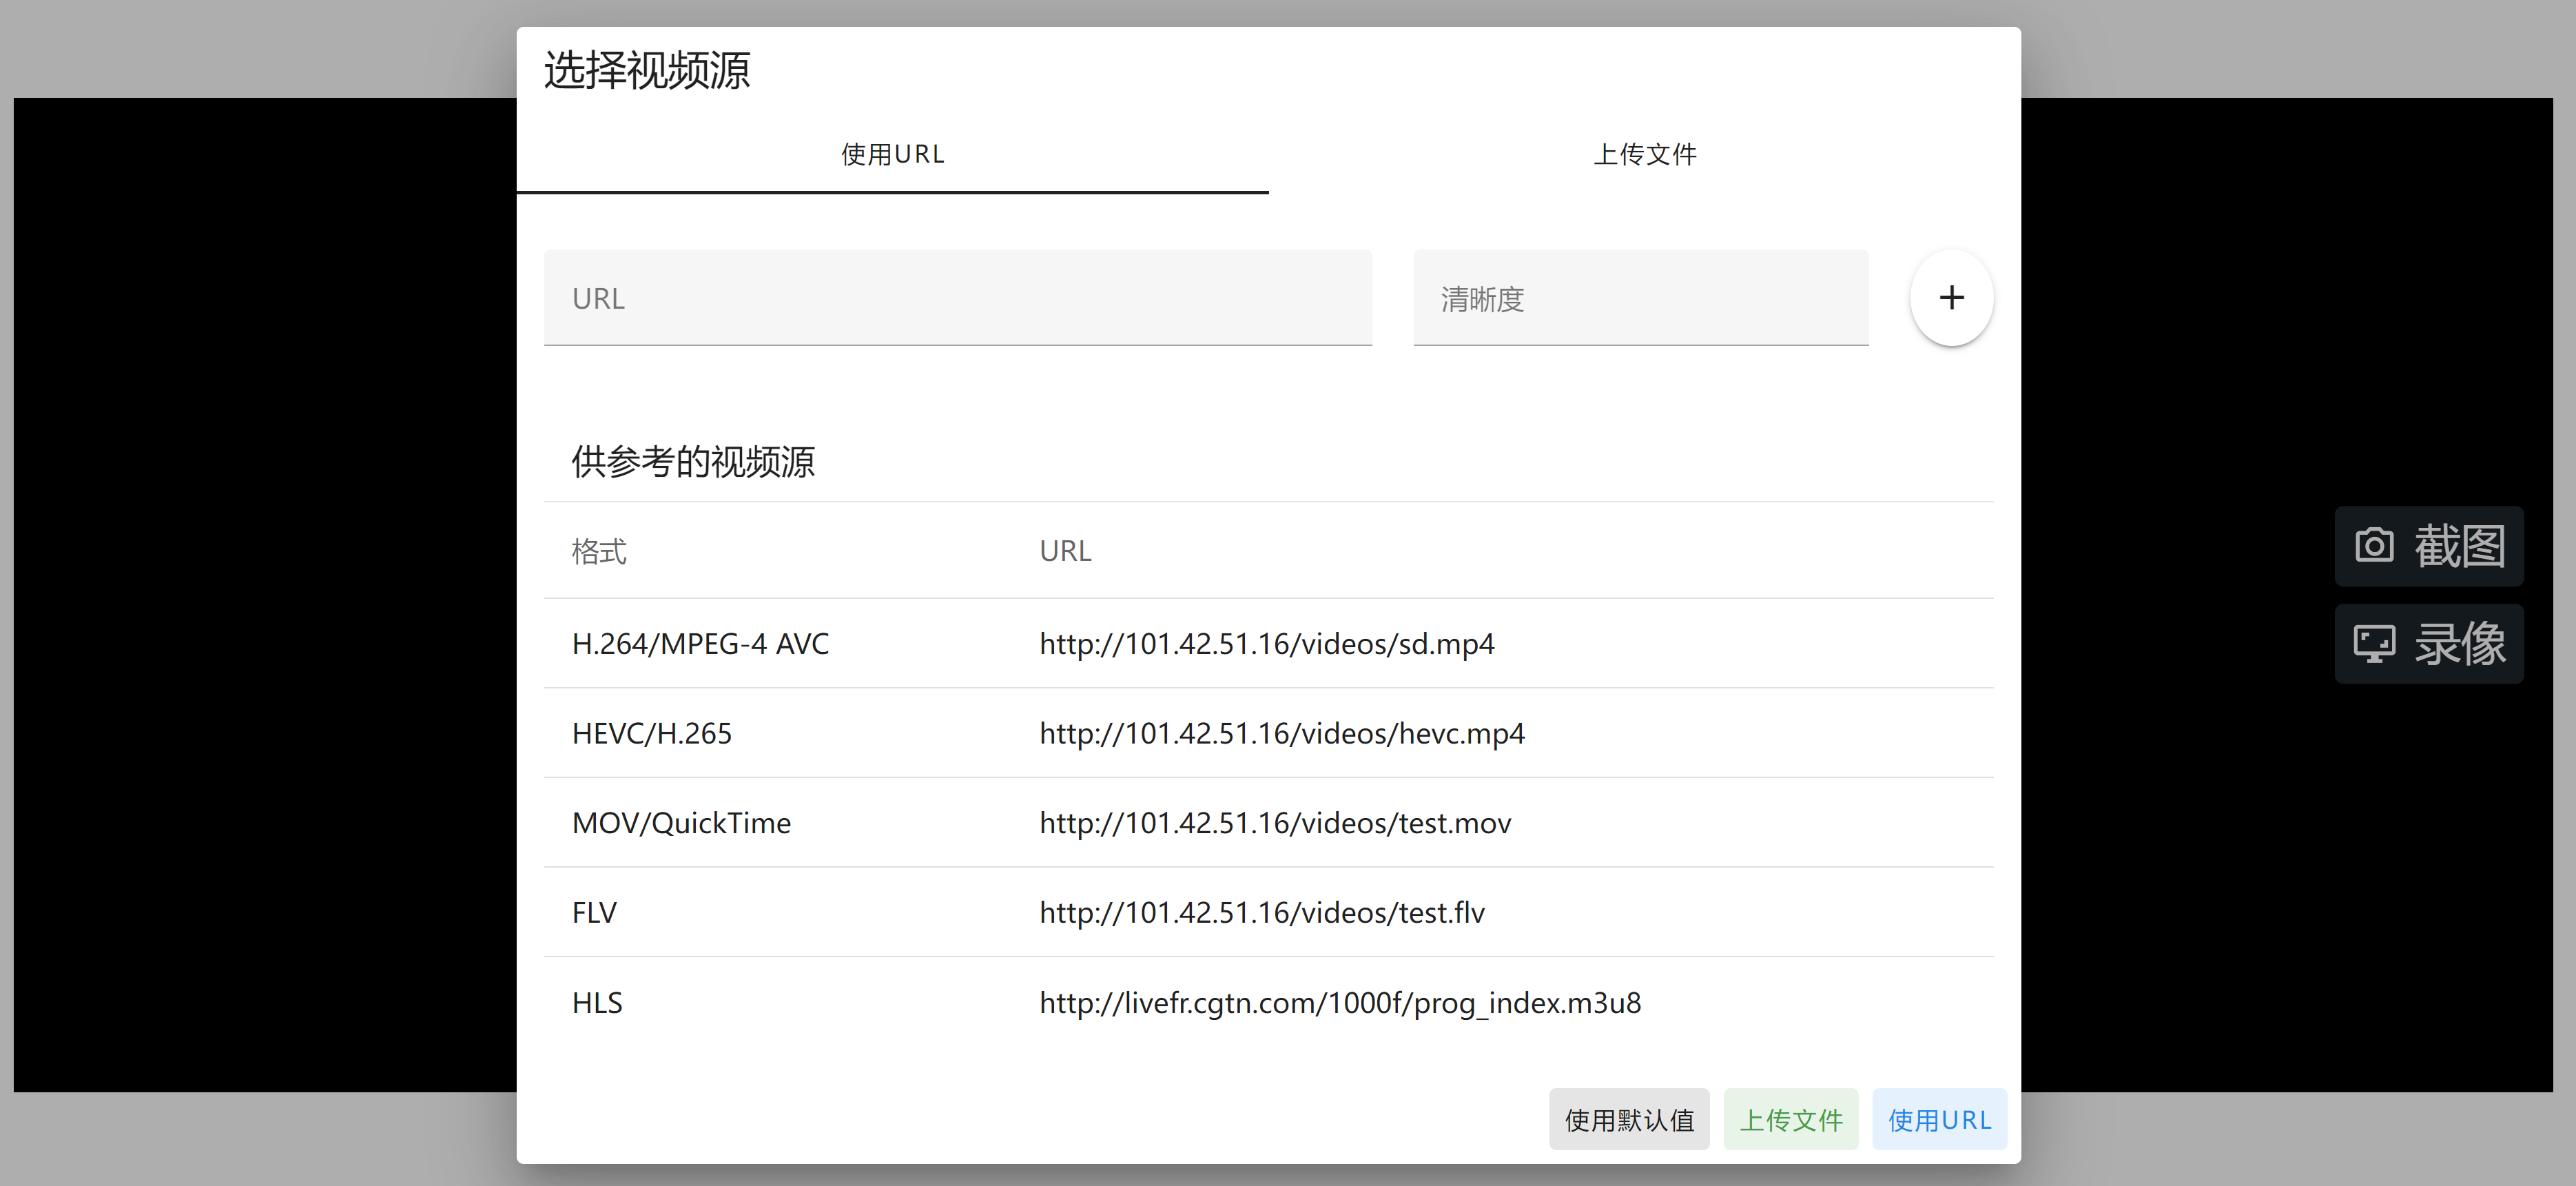 选择视频源
使用URL 上传文件
URL 清晰度 +
供参考的视频源
格式 URL
H.264/MPEG-4 AVC http://101.42.51.16/videos/sd.mp4
HEVC/H.265 http://101.42.51.16/videos/hevc.mp4
MOV/QuickTime http://101.42.51.16/videos/test.mov
FLV http://101.42.51.16/videos/test.flv
HLS http://livefr.cgtn.com/1000f/prog_index.m3u8
使用默认值 上传文件 使用URL
截图
录像